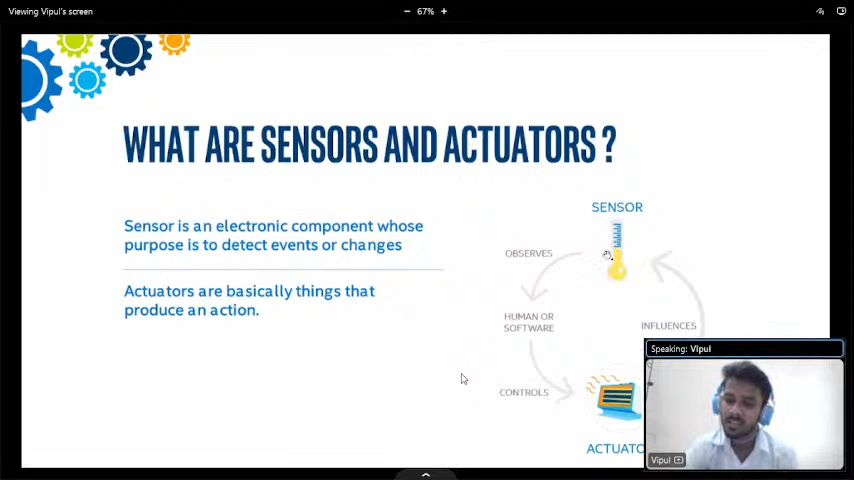 Viewing Vipul's screen
67%
WHAT ARE SENSORS AND ACTUATORS ?
Sensor is an electronic component whose
purpose is to detect events or changes
Actuators are basically things that
produce an action.
SENSOR
OBSERVES
HUMAN OR
SOFTWARE
INFLUENCES
CONTROLS
ACTUATO
Speaking: Vipul
Vipul